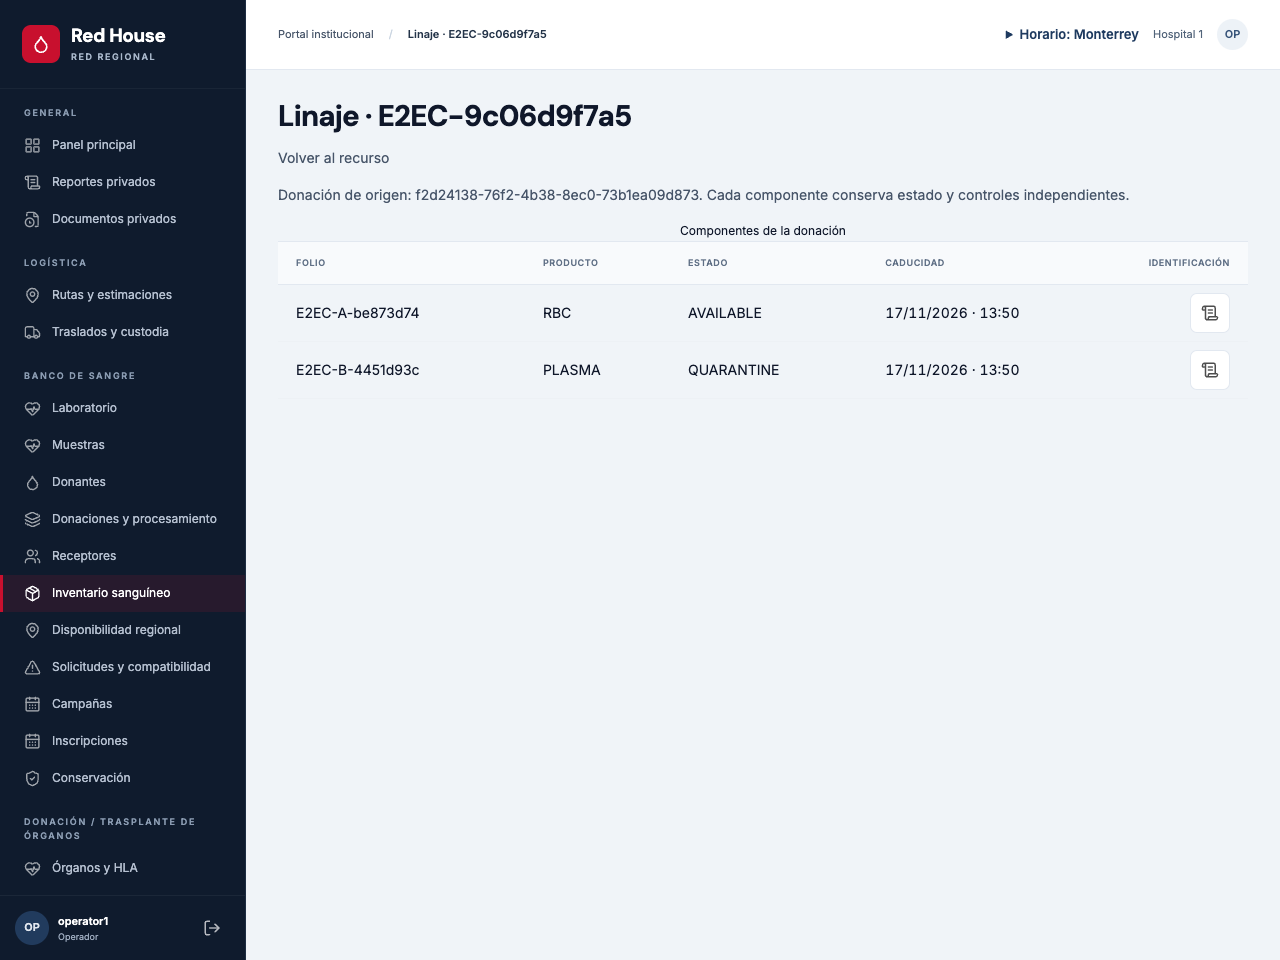 Red House
RED REGIONAL
GENERAL
Panel principal
Reportes privados
Documentos privados
LOGÍSTICA
Rutas y estimaciones
Traslados y custodia
BANCO DE SANGRE
Laboratorio
Muestras
Donantes
Donaciones y procesamiento
Receptores
Inventario sanguíneo
Disponibilidad regional
Solicitudes y compatibilidad
Campañas
Inscripciones
Conservación
DONACIÓN / TRASPLANTE DE
ÓRGANOS
Órganos y HLA
OP operator1
Operador
Portal institucional / Linaje · E2EC-9c06d9f7a5
Horario: Monterrey Hospital 1 OP
Linaje · E2EC-9c06d9f7a5
Volver al recurso
Donación de origen: f2d24138-76f2-4b38-8ec0-73b1ea09d873. Cada componente conserva estado y controles independientes.
Componentes de la donación
FOLIO PRODUCTO ESTADO CADUCIDAD IDENTIFICACIÓN
E2EC-A-be873d74 RBC AVAILABLE 17/11/2026 · 13:50
E2EC-B-4451d93c PLASMA QUARANTINE 17/11/2026 · 13:50